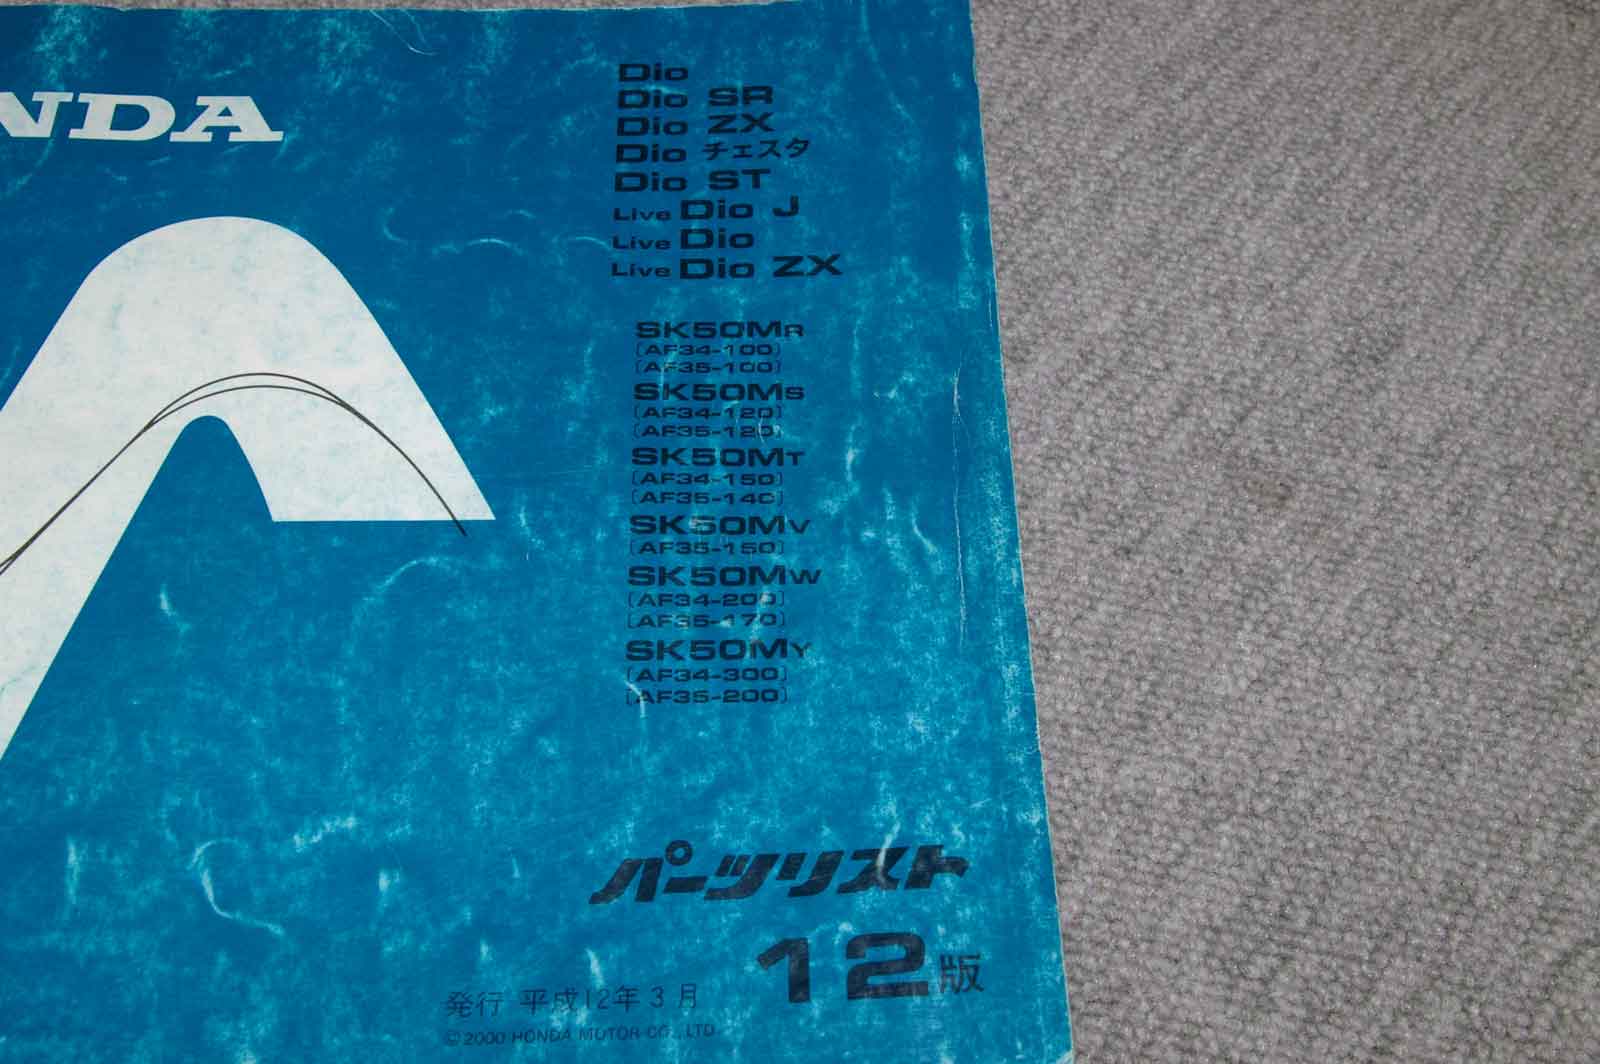 NDA
Dio
Dio SR
Dio ZX
Dio チェスタ
Dio ST
Live Dio J
Live Dio
Live Dio ZX
SK50MR
[AF34-100]
[AF35-100]
SK50MS
[AF34-120]
[AF35-120]
SK50MT
[AF34-150]
[AF35-140]
SK50MV
[AF35-150]
SK50MW
[AF34-200]
[AF35-170]
SK50MY
[AF34-300]
[AF35-200]
パーツリスト
12版
発行 平成12年3月
©2000 HONDA MOTOR CO., LTD.